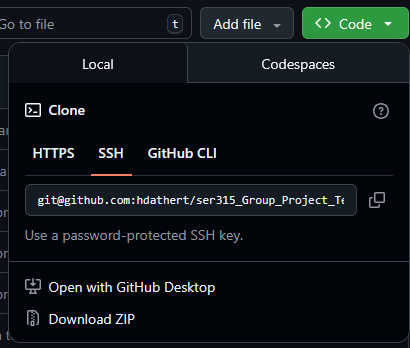 Go to file
t
Add file
Code
Local
Codespaces
Clone
HTTPS
SSH
GitHub CLI
git@github.com:hdathert/ser315_Group_Project_Te
Use a password-protected SSH key.
Open with GitHub Desktop
Download ZIP